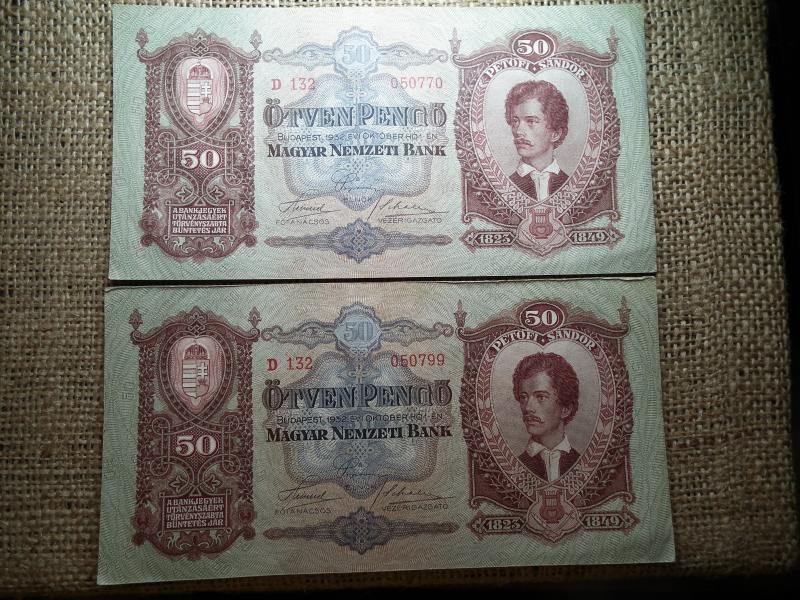 50
D 132 050770
ÖTVEN PENGŐ
BUDAPEST, 1932. ÉVI OKTÓBER HÓ 1-ÉN
MAGYAR NEMZETI BANK
FŐTANÁCSOS VEZÉRIGAZGATÓ
50
A BANKJEGYEK
UTÁNZÁSÁÉRT
TÖRVÉNYSZABTA
BÜNTETÉS JÁR
50
PETŐFI · SÁNDOR
1823 1849
50
D 132 050799
ÖTVEN PENGŐ
BUDAPEST, 1932. ÉVI OKTÓBER HÓ 1-ÉN
MAGYAR NEMZETI BANK
FŐTANÁCSOS VEZÉRIGAZGATÓ
50
A BANKJEGYEK
UTÁNZÁSÁÉRT
TÖRVÉNYSZABTA
BÜNTETÉS JÁR
50
PETŐFI · SÁNDOR
1823 1849